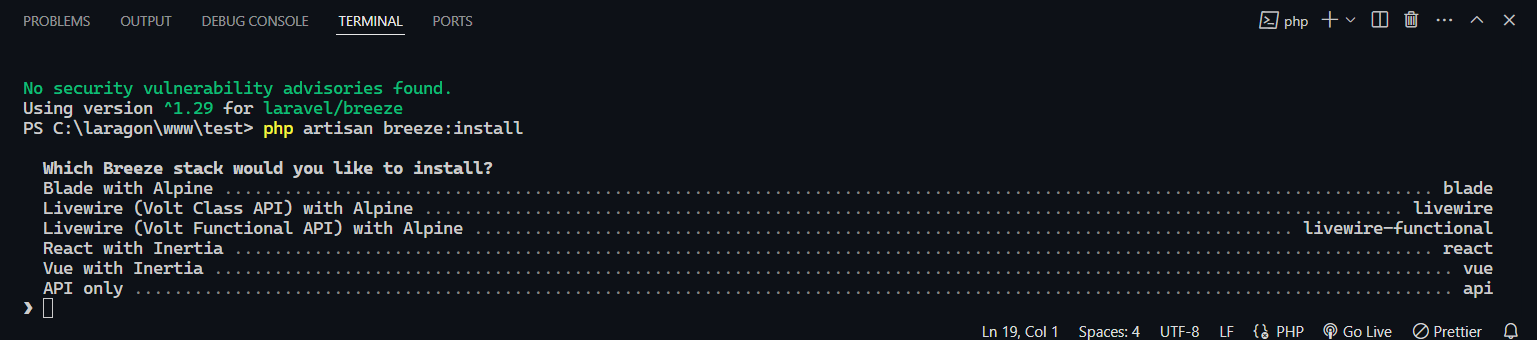 PROBLEMS OUTPUT DEBUG CONSOLE TERMINAL PORTS php
No security vulnerability advisories found.
Using version ^1.29 for laravel/breeze
PS C:\laragon\www\test> php artisan breeze:install
Which Breeze stack would you like to install?
Blade with Alpine ........................................................................................................................ blade
Livewire (Volt Class API) with Alpine ................................................................................................. livewire
Livewire (Volt Functional API) with Alpine ................................................................................. livewire-functional
React with Inertia ....................................................................................................................... react
Vue with Inertia ........................................................................................................................... vue
API only ................................................................................................................................... api
❯
Ln 19, Col 1 Spaces: 4 UTF-8 LF PHP Go Live Prettier